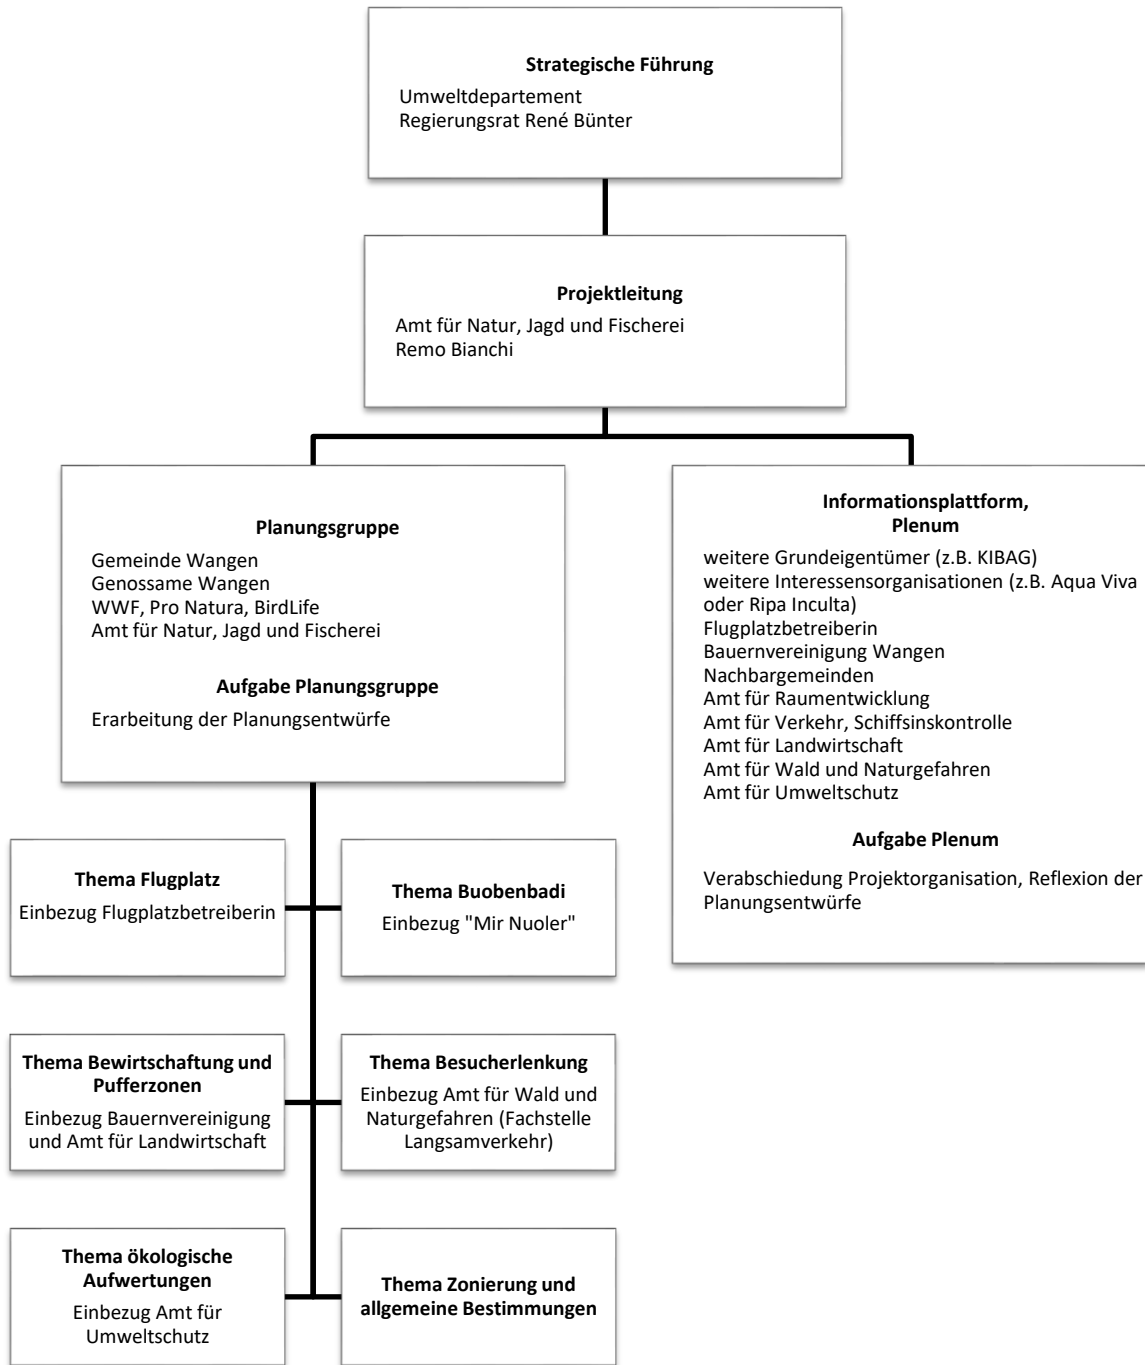 Strategische Führung
Umweltdepartement
Regierungsrat René Bünter
Projektleitung
Amt für Natur, Jagd und Fischerei
Remo Bianchi
Planungsgruppe
Gemeinde Wangen
Genossame Wangen
WWF, Pro Natura, BirdLife
Amt für Natur, Jagd und Fischerei
Aufgabe Planungsgruppe
Erarbeitung der Planungsentwürfe
Informationsplattform,
Plenum
weitere Grundeigentümer (z.B. KIBAG)
weitere Interessensorganisationen (z.B. Aqua Viva
oder Ripa Inculta)
Flugplatzbetreiberin
Bauernvereinigung Wangen
Nachbargemeinden
Amt für Raumentwicklung
Amt für Verkehr, Schiffsinskontrolle
Amt für Landwirtschaft
Amt für Wald und Naturgefahren
Amt für Umweltschutz
Aufgabe Plenum
Verabschiedung Projektorganisation, Reflexion der
Planungsentwürfe
Thema Flugplatz
Einbezug Flugplatzbetreiberin
Thema Buobenbadi
Einbezug "Mir Nuoler"
Thema Bewirtschaftung und
Pufferzonen
Einbezug Bauernvereinigung
und Amt für Landwirtschaft
Thema Besucherlenkung
Einbezug Amt für Wald und
Naturgefahren (Fachstelle
Langsamverkehr)
Thema ökologische
Aufwertungen
Einbezug Amt für
Umweltschutz
Thema Zonierung und
allgemeine Bestimmungen